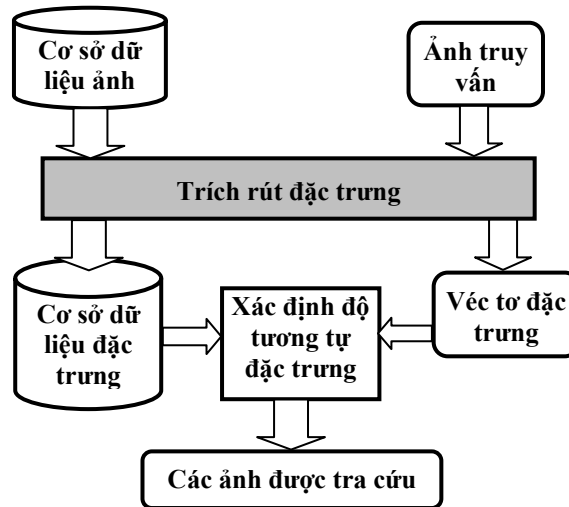 Cơ sở dữ
liệu ảnh
Ảnh truy
vấn
Trích rút đặc trưng
Cơ sở dữ
liệu đặc
trưng
Xác định độ
tương tự
đặc trưng
Véc tơ đặc
trưng
Các ảnh được tra cứu